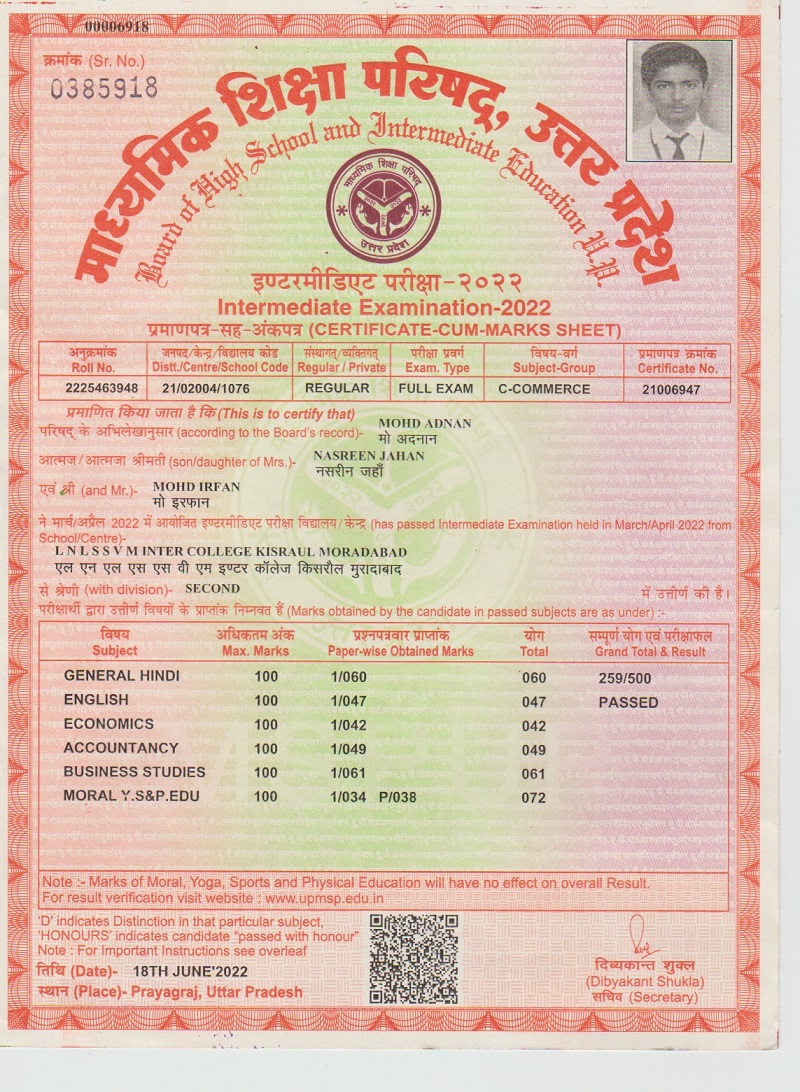 00006918
क्रमांक (Sr. No.)
0385918
माध्यमिक शिक्षा परिषद्, उत्तर प्रदेश
Board of High School and Intermediate Education U.P.
माध्यमिक शिक्षा परिषद्
उत्तर प्रदेश
इण्टरमीडिएट परीक्षा-२०२२
Intermediate Examination-2022
प्रमाणपत्र-सह-अंकपत्र (CERTIFICATE-CUM-MARKS SHEET)
अनुक्रमांक जनपद/केन्द्र/विद्यालय कोड संस्थागत/व्यक्तिगत परीक्षा प्रवर्ग विषय-वर्ग प्रमाणपत्र क्रमांक
Roll No. Distt./Centre/School Code Regular / Private Exam. Type Subject-Group Certificate No.
2225463948 21/02004/1076 REGULAR FULL EXAM C-COMMERCE 21006947
प्रमाणित किया जाता है कि (This is to certify that)
परिषद् के अभिलेखानुसार (according to the Board's record)- MOHD ADNAN
मो अदनान
आत्मज/आत्मजा श्रीमती (son/daughter of Mrs.)- NASREEN JAHAN
नसरीन जहाँ
एवं श्री (and Mr.)- MOHD IRFAN
मो इरफान
ने मार्च/अप्रैल 2022 में आयोजित इण्टरमीडिएट परीक्षा विद्यालय/केन्द्र (has passed Intermediate Examination held in March/April 2022 from
School/Centre)-
L N L S S V M INTER COLLEGE KISRAUL MORADABAD
एल एन एल एस एस वी एम इण्टर कॉलेज किसरौल मुरादाबाद
से श्रेणी (with division)- SECOND में उत्तीर्ण की है।
परीक्षार्थी द्वारा उत्तीर्ण विषयों के प्राप्तांक निम्नवत हैं (Marks obtained by the candidate in passed subjects are as under) :-
विषय अधिकतम अंक प्रश्नपत्रवार प्राप्तांक योग सम्पूर्ण योग एवं परीक्षाफल
Subject Max. Marks Paper-wise Obtained Marks Total Grand Total & Result
GENERAL HINDI 100 1/060 060 259/500
ENGLISH 100 1/047 047 PASSED
ECONOMICS 100 1/042 042
ACCOUNTANCY 100 1/049 049
BUSINESS STUDIES 100 1/061 061
MORAL Y.S&P.EDU 100 1/034 P/038 072
Note :- Marks of Moral, Yoga, Sports and Physical Education will have no effect on overall Result.
For result verification visit website : www.upmsp.edu.in
'D' indicates Distinction in that particular subject,
'HONOURS' indicates candidate "passed with honour"
Note : For Important Instructions see overleaf
तिथि (Date)- 18TH JUNE'2022
स्थान (Place)- Prayagraj, Uttar Pradesh
दिव्यकान्त शुक्ल
(Dibyakant Shukla)
सचिव (Secretary)